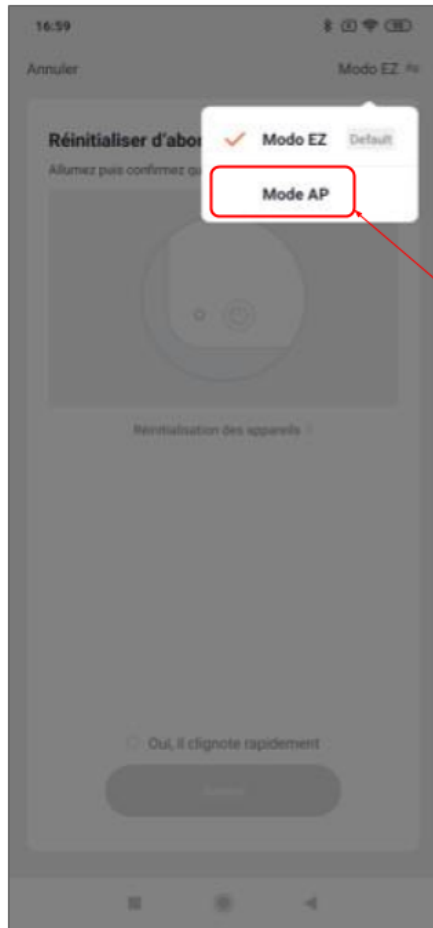 16:59
Annuler
Modo EZ
Modo EZ Default
Réinitialiser d'abo
Allumez puis confirmez qu
Mode AP
Réinitialisation des appareils
Oui, il clignote rapidement